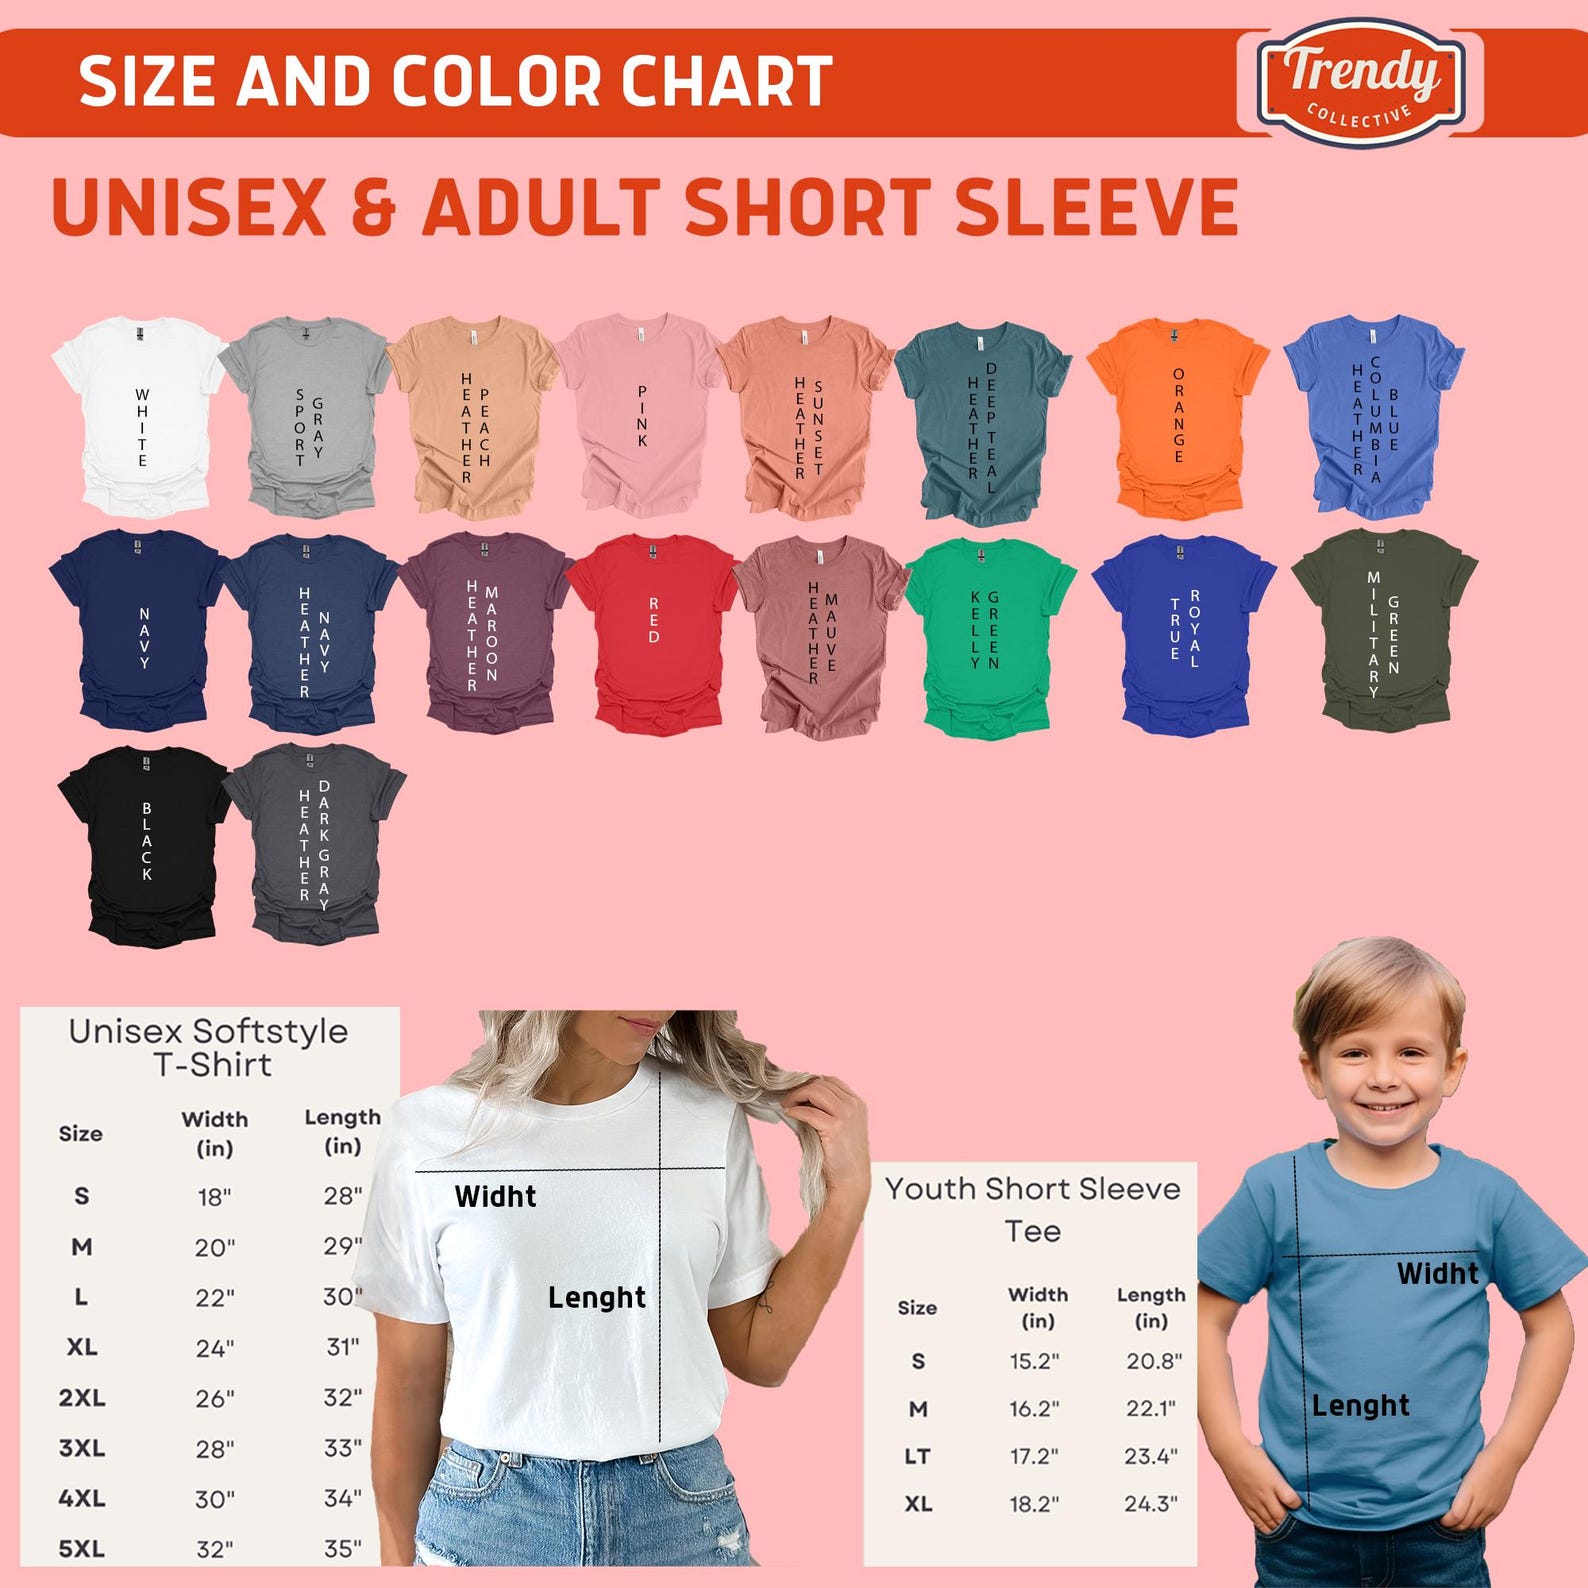 SIZE AND COLOR CHART
Trendy
COLLECTIVE
UNISEX & ADULT SHORT SLEEVE
WHITE
SPORT GRAY
HEATHER PEACH
PINK
HEATHER SUNSET
HEATHER DEEP TEAL
ORANGE
HEATHER COLUMBIA BLUE
NAVY
HEATHER NAVY
HEATHER MAROON
RED
HEATHER MAUVE
KELLY GREEN
TRUE ROYAL
MILITARY GREEN
BLACK
HEATHER DARK GRAY
Unisex Softstyle
T-Shirt
Size Width (in) Length (in)
S 18" 28"
M 20" 29"
L 22" 30"
XL 24" 31"
2XL 26" 32"
3XL 28" 33"
4XL 30" 34"
5XL 32" 35"
Widht
Lenght
Youth Short Sleeve
Tee
Size Width (in) Length (in)
S 15.2" 20.8"
M 16.2" 22.1"
LT 17.2" 23.4"
XL 18.2" 24.3"
Widht
Lenght